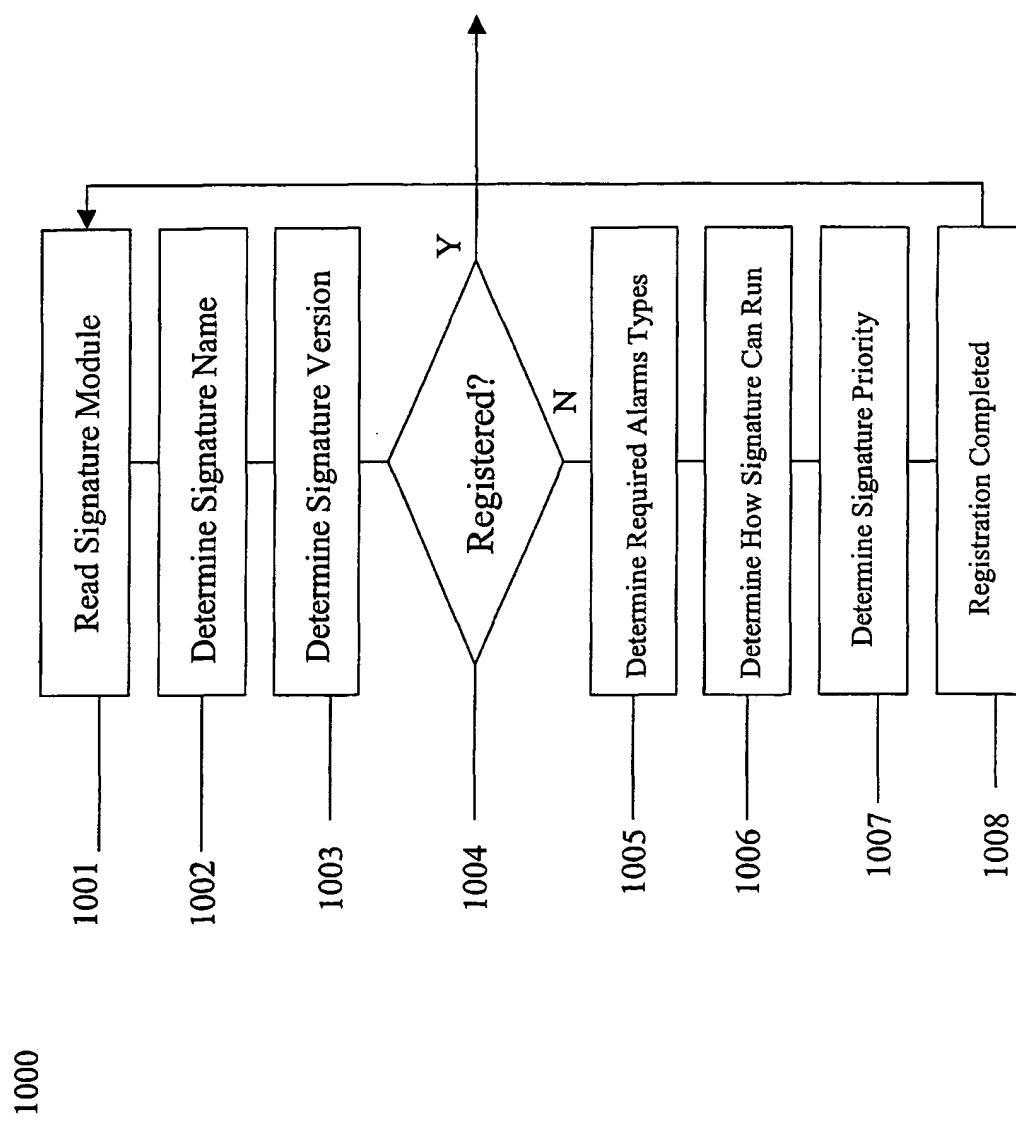 1000
1001
Read Signature Module
1002
Determine Signature Name
1003
Determine Signature Version
1004
Registered?
Y
N
1005
Determine Required Alarms Types
1006
Determine How Signature Can Run
1007
Determine Signature Priority
1008
Registration Completed